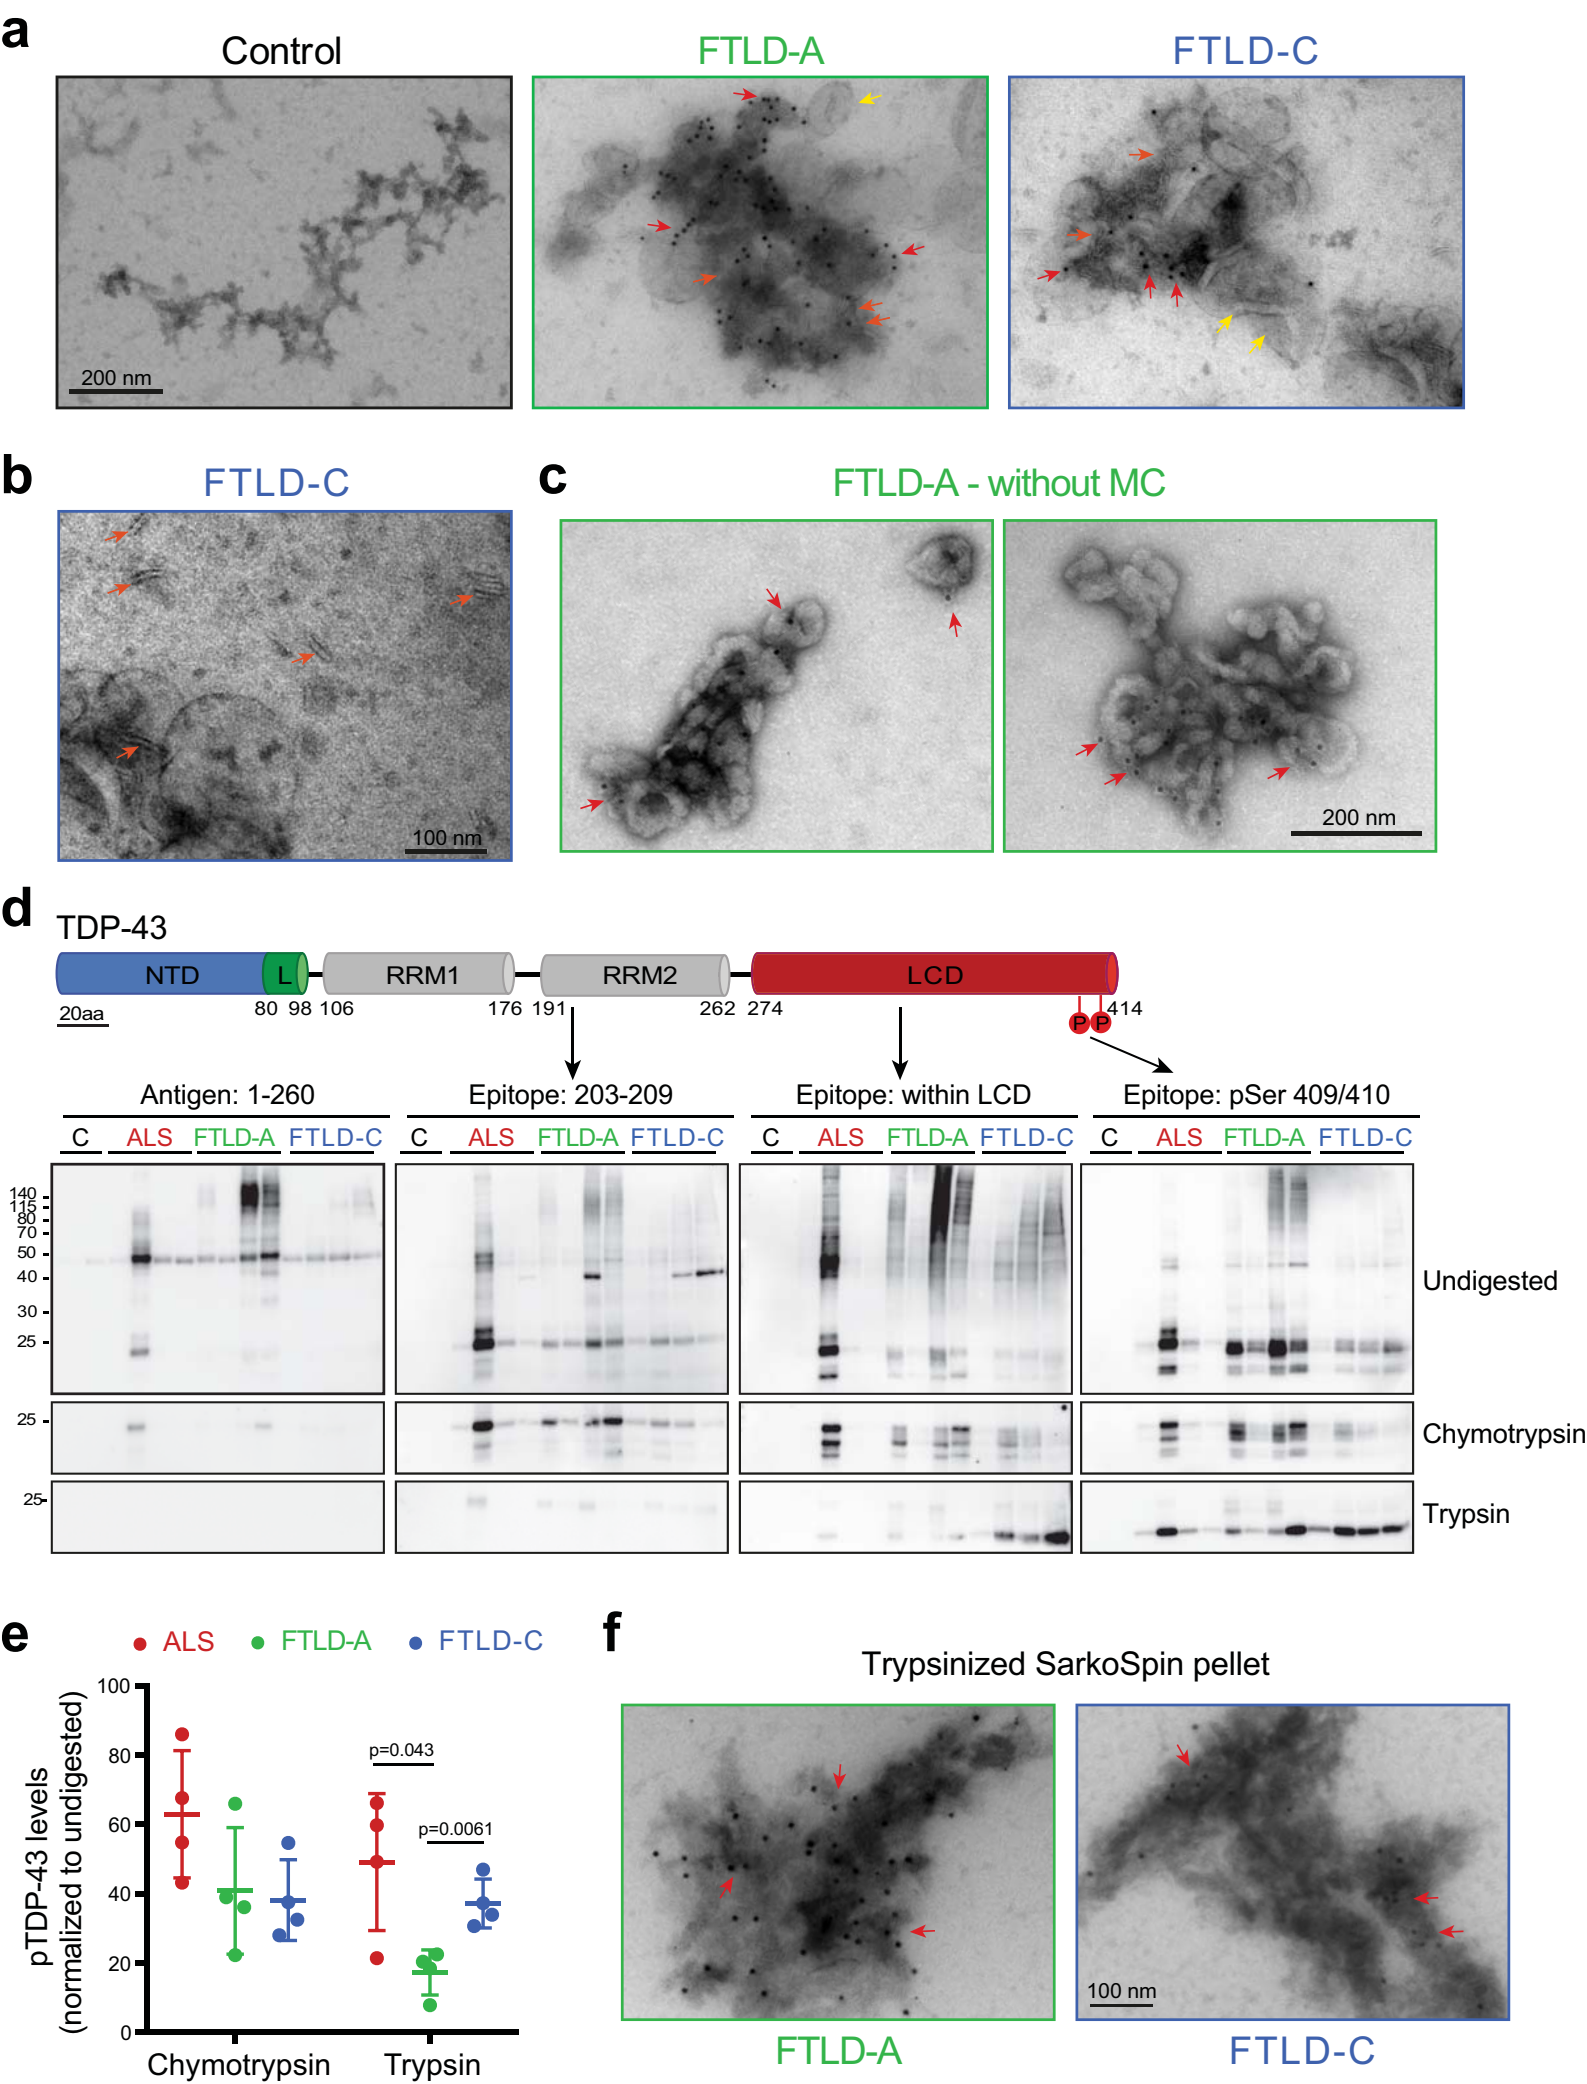 a
Control
FTLD-A
FTLD-C
200 nm
b
FTLD-C
100 nm
c
FTLD-A - without MC
200 nm
d
TDP-43
NTD
L
RRM1
RRM2
LCD
20aa
80 98 106 176 191 262 274 414
P P
Antigen: 1-260
Epitope: 203-209
Epitope: within LCD
Epitope: pSer 409/410
C ALS FTLD-A FTLD-C
C ALS FTLD-A FTLD-C
C ALS FTLD-A FTLD-C
C ALS FTLD-A FTLD-C
140
115
80
70
50
40
30
25
Undigested
25
Chymotrypsin
25
Trypsin
e
ALS FTLD-A FTLD-C
pTDP-43 levels
(normalized to undigested)
100
80
60
40
20
0
p=0.043
p=0.0061
Chymotrypsin
Trypsin
f
Trypsinized SarkoSpin pellet
100 nm
FTLD-A
FTLD-C